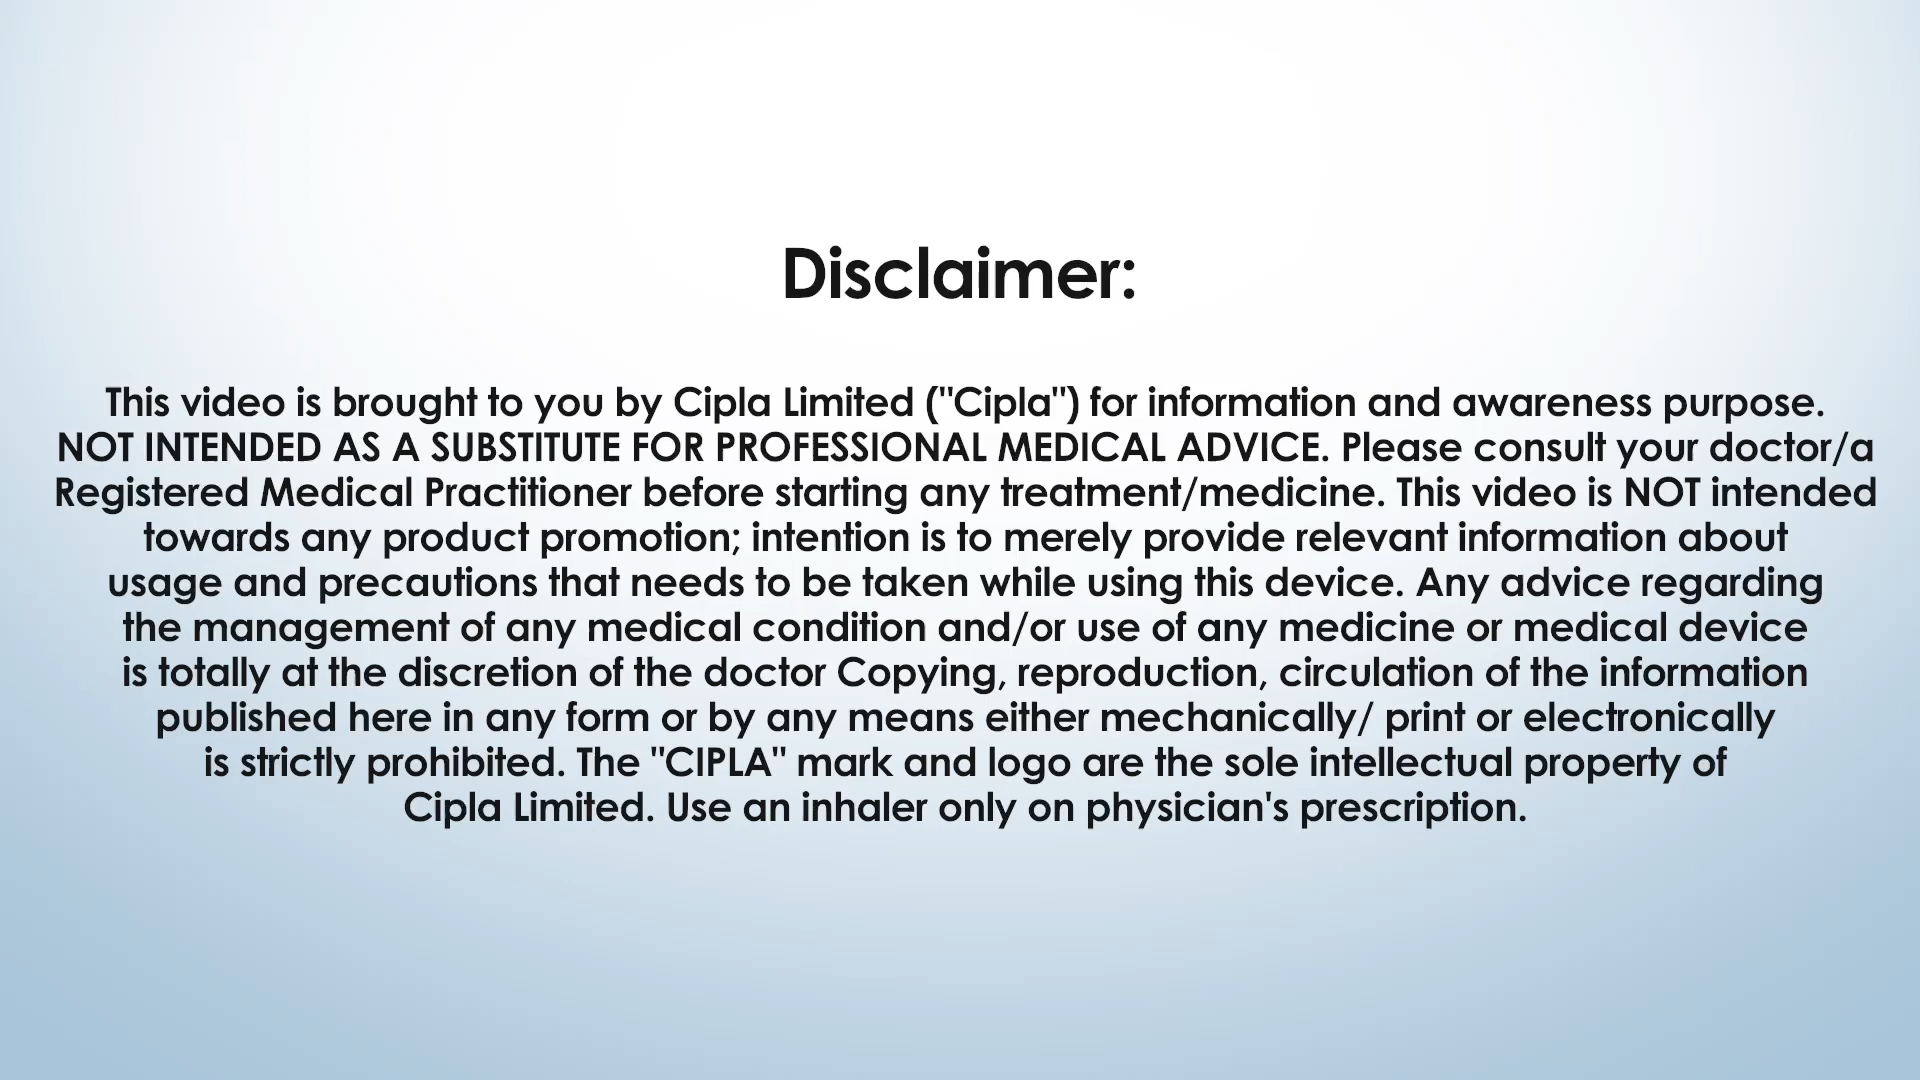 Disclaimer:
This video is brought to you by Cipla Limited ("Cipla") for information and awareness purpose.
NOT INTENDED AS A SUBSTITUTE FOR PROFESSIONAL MEDICAL ADVICE. Please consult your doctor/a
Registered Medical Practitioner before starting any treatment/medicine. This video is NOT intended
towards any product promotion; intention is to merely provide relevant information about
usage and precautions that needs to be taken while using this device. Any advice regarding
the management of any medical condition and/or use of any medicine or medical device
is totally at the discretion of the doctor Copying, reproduction, circulation of the information
published here in any form or by any means either mechanically/ print or electronically
is strictly prohibited. The "CIPLA" mark and logo are the sole intellectual property of
Cipla Limited. Use an inhaler only on physician's prescription.